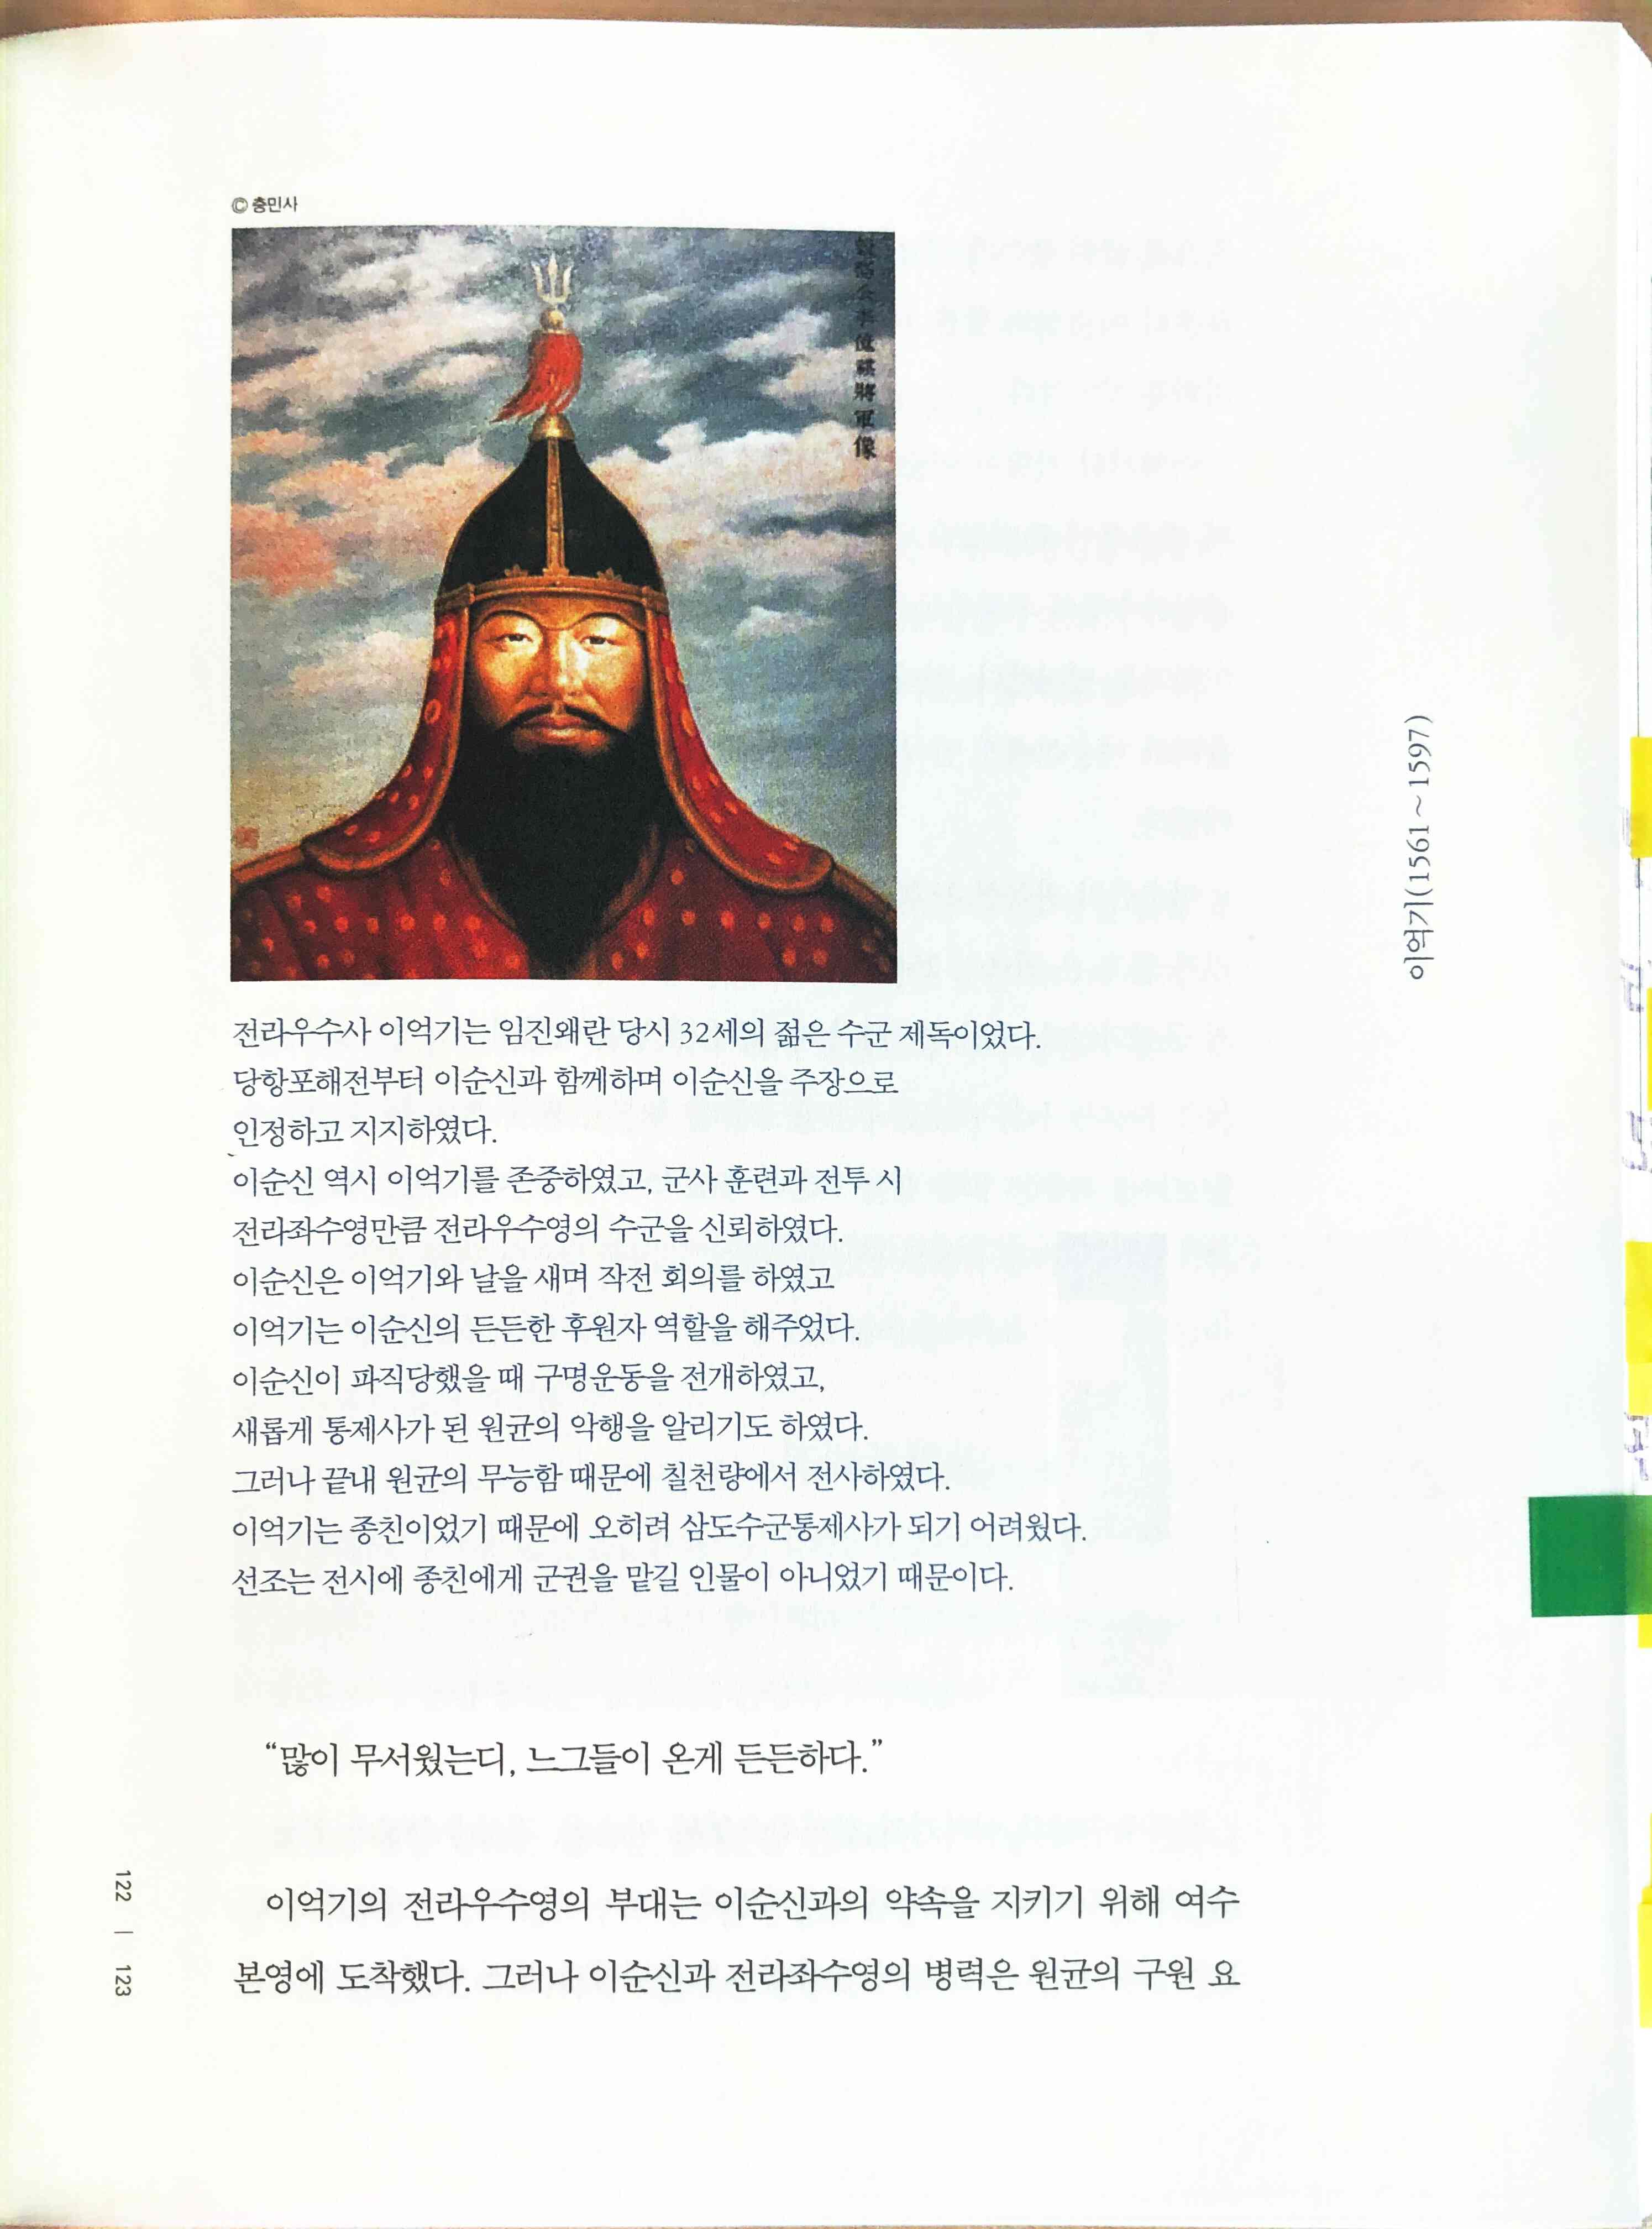 © 충민사
李億祺將軍像
전라우수사 이억기는 임진왜란 당시 32세의 젊은 수군 제독이었다.
당항포해전부터 이순신과 함께하며 이순신을 주장으로
인정하고 지지하였다.
이순신 역시 이억기를 존중하였고, 군사 훈련과 전투 시
전라좌수영만큼 전라우수영의 수군을 신뢰하였다.
이순신은 이억기와 날을 새며 작전 회의를 하였고
이억기는 이순신의 든든한 후원자 역할을 해주었다.
이순신이 파직당했을 때 구명운동을 전개하였고,
새롭게 통제사가 된 원균의 악행을 알리기도 하였다.
그러나 끝내 원균의 무능함 때문에 칠천량에서 전사하였다.
이억기는 종친이었기 때문에 오히려 삼도수군통제사가 되기 어려웠다.
선조는 전시에 종친에게 군권을 맡길 인물이 아니었기 때문이다.
이억기(1561~1597)
“많이 무서웠는디, 느그들이 온게 든든하다.”
이억기의 전라우수영의 부대는 이순신과의 약속을 지키기 위해 여수
본영에 도착했다. 그러나 이순신과 전라좌수영의 병력은 원균의 구원 요
122 | 123